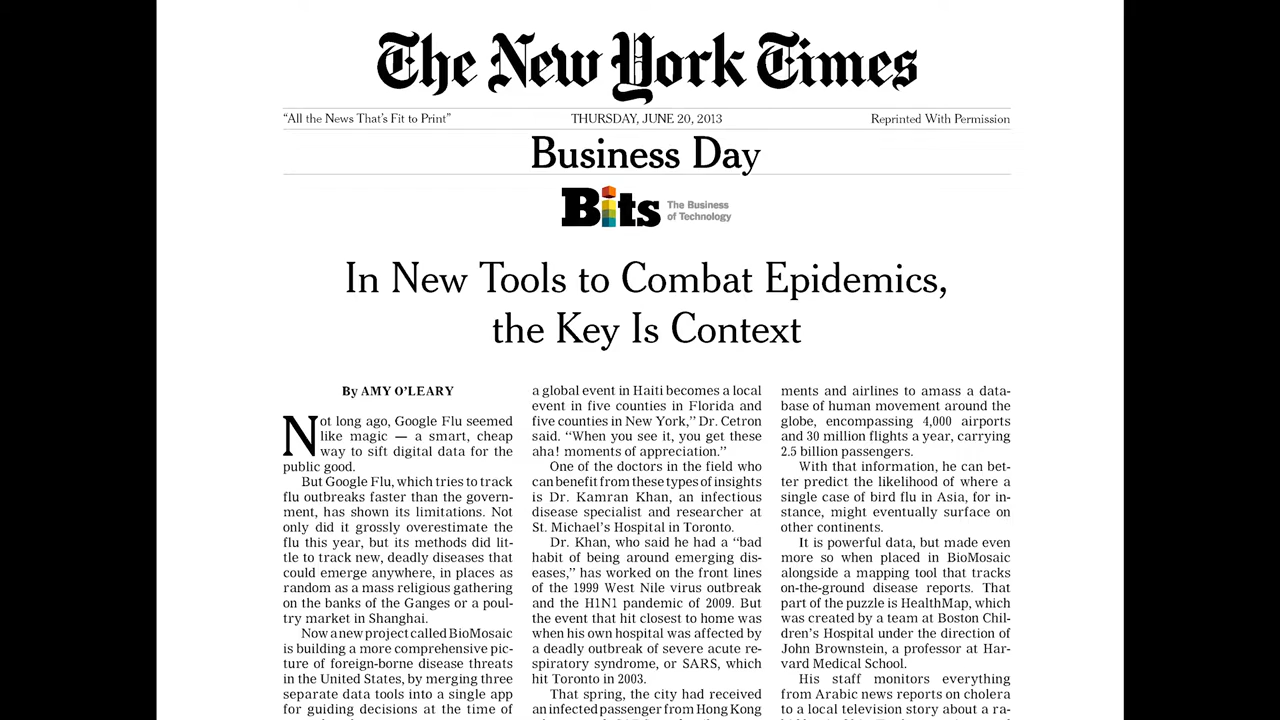 The New York Times
“All the News That’s Fit to Print”
THURSDAY, JUNE 20, 2013
Reprinted With Permission
Business Day
Bits The Business
of Technology
In New Tools to Combat Epidemics,
the Key Is Context
By AMY O’LEARY
Not long ago, Google Flu seemed
like magic — a smart, cheap
way to sift digital data for the
public good.
But Google Flu, which tries to track
flu outbreaks faster than the govern-
ment, has shown its limitations. Not
only did it grossly overestimate the
flu this year, but its methods did lit-
tle to track new, deadly diseases that
could emerge anywhere, in places as
random as a mass religious gathering
on the banks of the Ganges or a poul-
try market in Shanghai.
Now a new project called BioMosaic
is building a more comprehensive pic-
ture of foreign-borne disease threats
in the United States, by merging three
separate data tools into a single app
for guiding decisions at the time of
a global event in Haiti becomes a local
event in five counties in Florida and
five counties in New York,” Dr. Cetron
said. “When you see it, you get these
aha! moments of appreciation.”
One of the doctors in the field who
can benefit from these types of insights
is Dr. Kamran Khan, an infectious
disease specialist and researcher at
St. Michael’s Hospital in Toronto.
Dr. Khan, who said he had a “bad
habit of being around emerging dis-
eases,” has worked on the front lines
of the 1999 West Nile virus outbreak
and the H1N1 pandemic of 2009. But
the event that hit closest to home was
when his own hospital was affected by
a deadly outbreak of severe acute re-
spiratory syndrome, or SARS, which
hit Toronto in 2003.
That spring, the city had received
an infected passenger from Hong Kong
ments and airlines to amass a data-
base of human movement around the
globe, encompassing 4,000 airports
and 30 million flights a year, carrying
2.5 billion passengers.
With that information, he can bet-
ter predict the likelihood of where a
single case of bird flu in Asia, for in-
stance, might eventually surface on
other continents.
It is powerful data, but made even
more so when placed in BioMosaic
alongside a mapping tool that tracks
on-the-ground disease reports. That
part of the puzzle is HealthMap, which
was created by a team at Boston Chil-
dren’s Hospital under the direction of
John Brownstein, a professor at Har-
vard Medical School.
His staff monitors everything
from Arabic news reports on cholera
to a local television story about a ra-